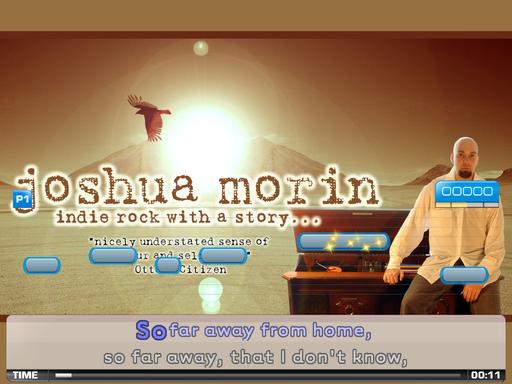 joshua morin
P1
indie rock with a story...
"nicely understated sense of
Citizen
So far away from home,
so far away, that I don't know,
TIME
00:11